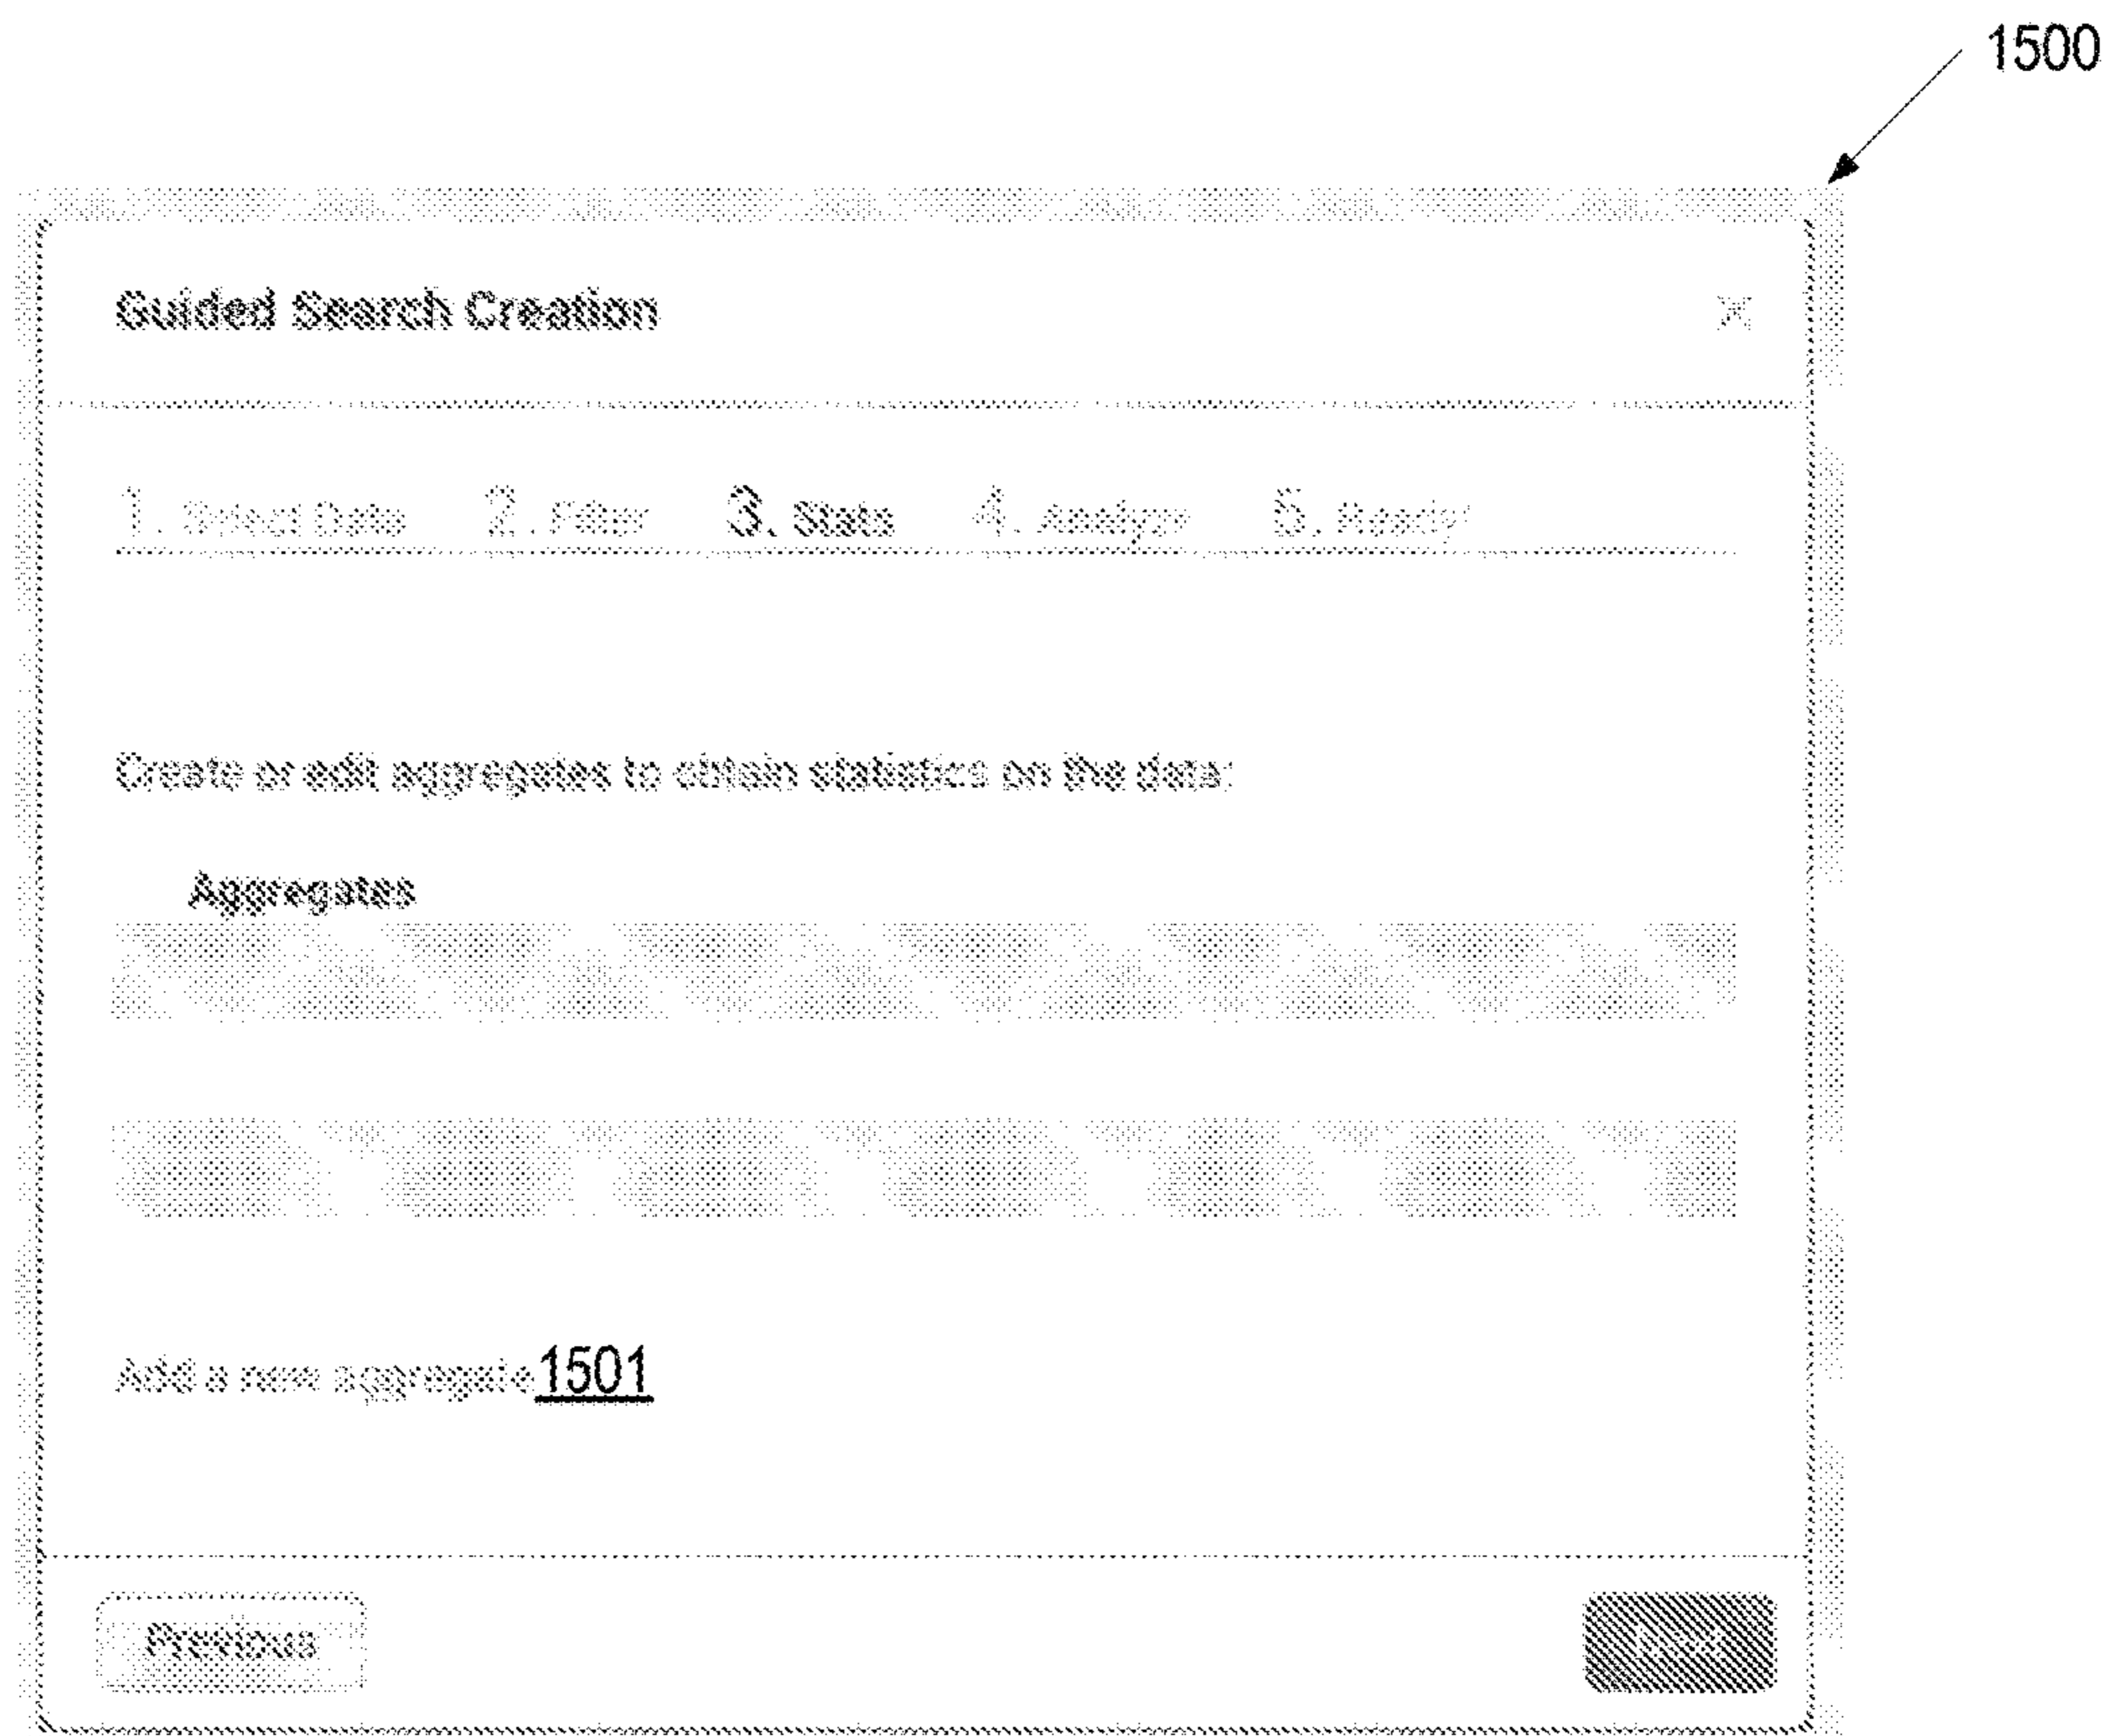 1500
Guided Search Creation
1. Select Data 2. Filter 3. Stats 4. Analyze 5. Ready!
Create or edit aggregates to obtain statistics on the data:
Aggregates
Add a new aggregate 1501
Previous Next